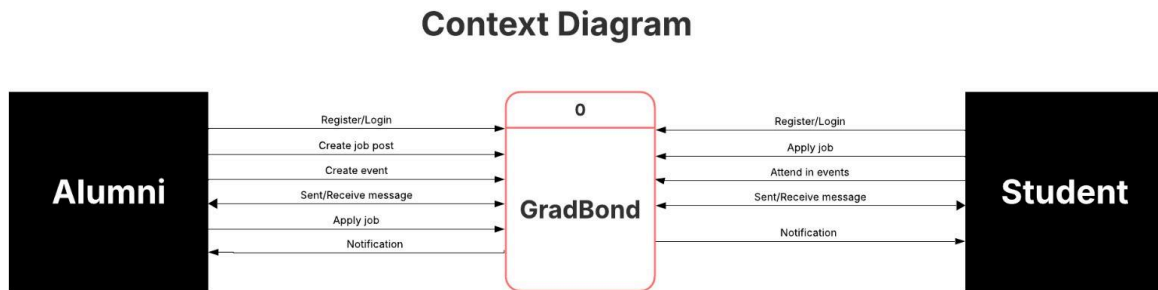 Context Diagram
Alumni
Register/Login
Create job post
Create event
Sent/Receive message
Apply job
Notification
0
GradBond
Register/Login
Apply job
Attend in events
Sent/Receive message
Notification
Student